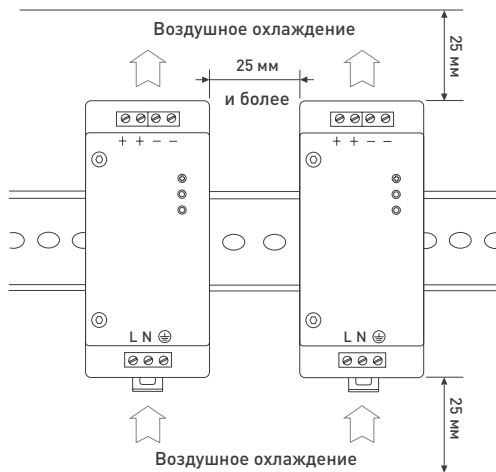 Воздушное охлаждение
25 мм
25 мм
и более
+ + − −
+ + − −
L N
L N
25 мм
Воздушное охлаждение